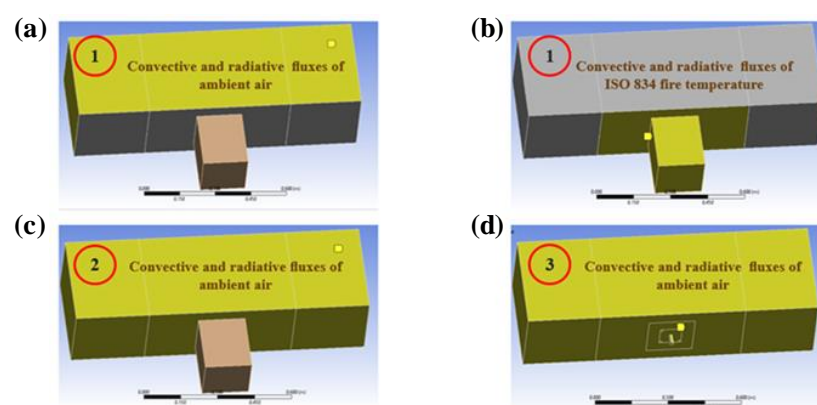 (a)
1
Convective and radiative fluxes of
ambient air
(b)
1
Convective and radiative fluxes of
ISO 834 fire temperature
(c)
2
Convective and radiative fluxes of
ambient air
(d)
3
Convective and radiative fluxes of
ambient air